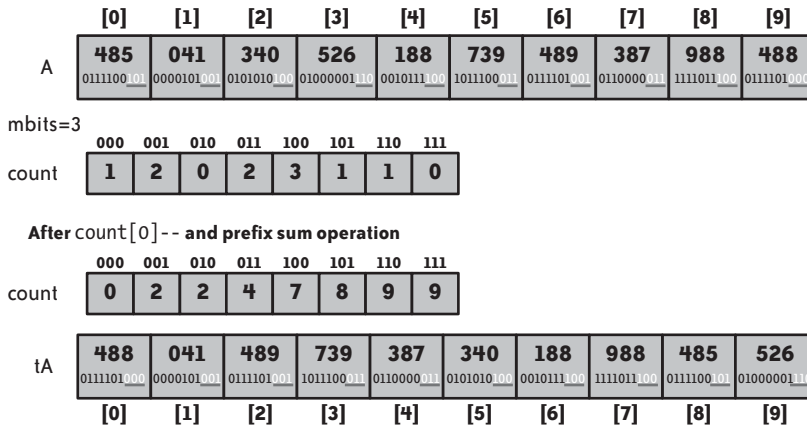 [0] [1] [2] [3] [4] [5] [6] [7] [8] [9]
A 485 041 340 526 188 739 489 387 988 488
0111100101 0000101001 0101010100 01000001110 0010111100 1011100011 0111101001 0110000011 1111011100 0111101000
mbits=3
000 001 010 011 100 101 110 111
count 1 2 0 2 3 1 1 0
After count[0]-- and prefix sum operation
000 001 010 011 100 101 110 111
count 0 2 2 4 7 8 9 9
tA 488 041 489 739 387 340 188 988 485 526
0111101000 0000101001 0111101001 1011100011 0110000011 0101010100 0010111100 1111011100 0111100101 01000001110
[0] [1] [2] [3] [4] [5] [6] [7] [8] [9]